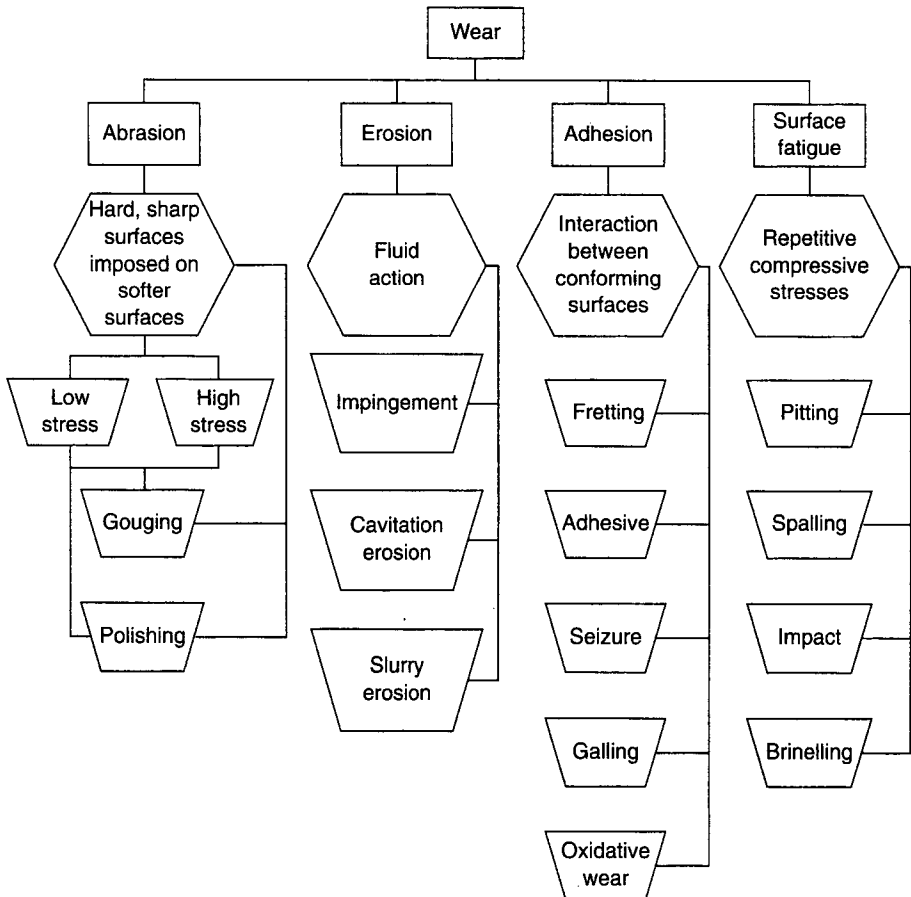 Wear
Abrasion
Erosion
Adhesion
Surface
fatigue
Hard, sharp
surfaces
imposed on
softer
surfaces
Fluid
action
Interaction
between
conforming
surfaces
Repetitive
compressive
stresses
Low
stress
High
stress
Gouging
Polishing
Impingement
Cavitation
erosion
Slurry
erosion
Fretting
Adhesive
Seizure
Galling
Oxidative
wear
Pitting
Spalling
Impact
Brinelling